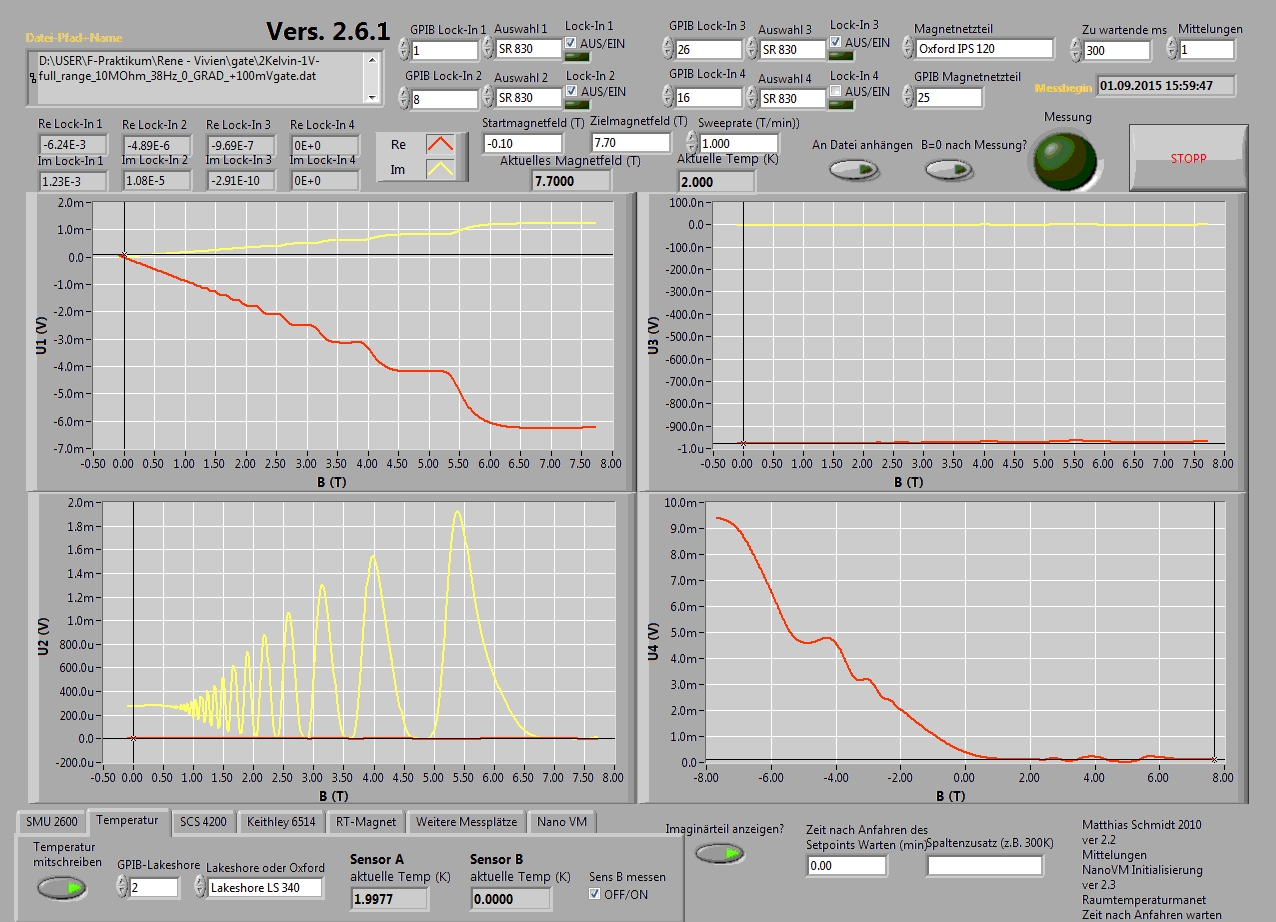 Vers. 2.6.1
Datei-Pfad--Name
D:\USER\F-Praktikum\Rene - Vivien\gate\2Kelvin-1V-
full_range_10MOhm_38Hz_0_GRAD_+100mVgate.dat
GPIB Lock-In 1 Auswahl 1 Lock-In 1
1 SR 830 AUS/EIN
GPIB Lock-In 2 Auswahl 2 Lock-In 2
8 SR 830 AUS/EIN
GPIB Lock-In 3 Auswahl 3 Lock-In 3
26 SR 830 AUS/EIN
GPIB Lock-In 4 Auswahl 4 Lock-In 4
16 SR 830 AUS/EIN
Magnetnetzteil
Oxford IPS 120
GPIB Magnetnetzteil
25
Zu wartende ms Mittelungen
300 1
Messbegin 01.09.2015 15:59:47
Re Lock-In 1 Re Lock-In 2 Re Lock-In 3 Re Lock-In 4
-6.24E-3 -4.89E-6 -9.69E-7 0E+0
Im Lock-In 1 Im Lock-In 2 Im Lock-In 3 Im Lock-In 4
1.23E-3 1.08E-5 -2.91E-10 0E+0
Re
Im
Startmagnetfeld (T) Zielmagnetfeld (T) Sweeprate (T/min))
-0.10 7.70 1.000
Aktuelles Magnetfeld (T) Aktuelle Temp (K)
7.7000 2.000
An Datei anhängen B=0 nach Messung?
Messung
STOPP
2.0m
1.0m
0.0
-1.0m
-2.0m
-3.0m
-4.0m
-5.0m
-6.0m
-7.0m
U1 (V)
-0.50 0.00 0.50 1.00 1.50 2.00 2.50 3.00 3.50 4.00 4.50 5.00 5.50 6.00 6.50 7.00 7.50 8.00
B (T)
100.0n
0.0
-100.0n
-200.0n
-300.0n
-400.0n
-500.0n
-600.0n
-700.0n
-800.0n
-900.0n
-1.0u
U3 (V)
-0.50 0.00 0.50 1.00 1.50 2.00 2.50 3.00 3.50 4.00 4.50 5.00 5.50 6.00 6.50 7.00 7.50 8.00
B (T)
2.0m
1.8m
1.6m
1.4m
1.2m
1.0m
800.0u
600.0u
400.0u
200.0u
0.0
-200.0u
U2 (V)
-0.50 0.00 0.50 1.00 1.50 2.00 2.50 3.00 3.50 4.00 4.50 5.00 5.50 6.00 6.50 7.00 7.50 8.00
B (T)
10.0m
9.0m
8.0m
7.0m
6.0m
5.0m
4.0m
3.0m
2.0m
1.0m
0.0
U4 (V)
-8.00 -6.00 -4.00 -2.00 0.00 2.00 4.00 6.00 8.00
B (T)
SMU 2600 Temperatur SCS 4200 Keithley 6514 RT-Magnet Weitere Messplätze Nano VM
Temperatur
mitschreiben
GPIB-Lakeshore Lakeshore oder Oxford
2 Lakeshore LS 340
Sensor A
aktuelle Temp (K)
1.9977
Sensor B
aktuelle Temp (K)
0.0000
Sens B messen
OFF/ON
Imaginärteil anzeigen?
Zeit nach Anfahren des
Setpoints Warten (min)
0.00
Spaltenzusatz (z.B. 300K)
Matthias Schmidt 2010
ver 2.2
Mittelungen
NanoVM Initialisierung
ver 2.3
Raumtemperaturmanet
Zeit nach Anfahren warten